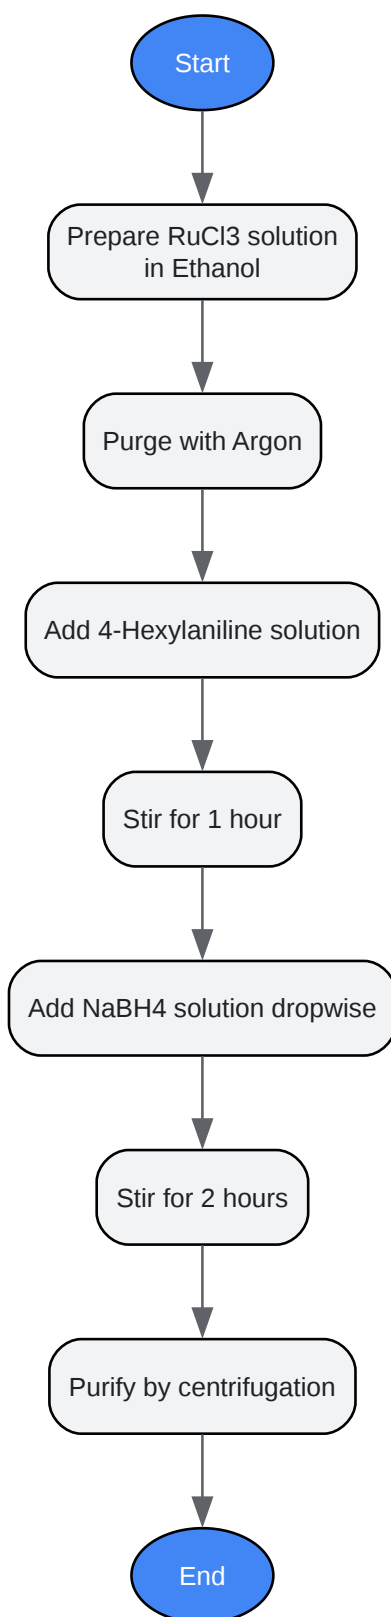 Start
Prepare RuCl3 solution
in Ethanol
Purge with Argon
Add 4-Hexylaniline solution
Stir for 1 hour
Add NaBH4 solution dropwise
Stir for 2 hours
Purify by centrifugation
End